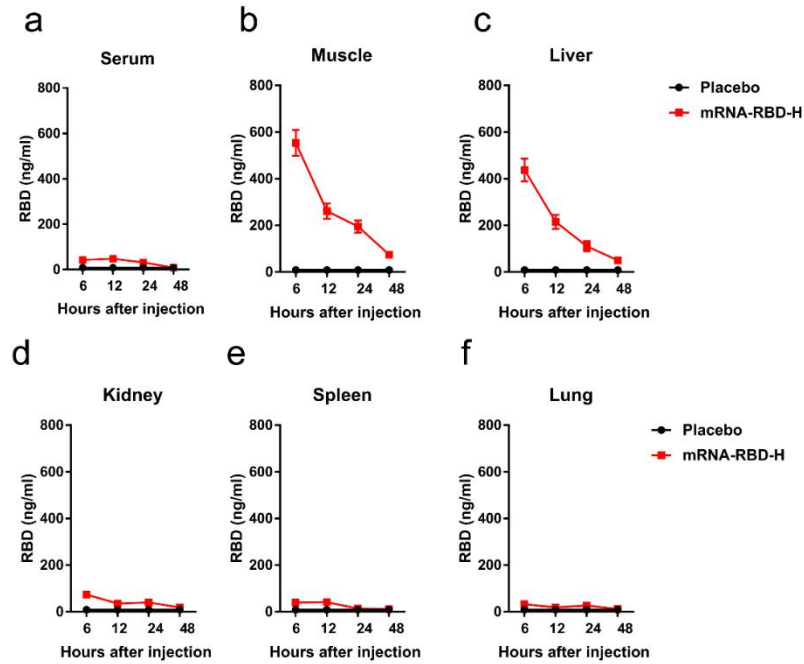 a
Serum
800
600
400
200
0
RBD (ng/ml)
6 12 24 48
Hours after injection
b
Muscle
800
600
400
200
0
RBD (ng/ml)
6 12 24 48
Hours after injection
c
Liver
800
600
400
200
0
RBD (ng/ml)
6 12 24 48
Hours after injection
Placebo
mRNA-RBD-H
d
Kidney
800
600
400
200
0
RBD (ng/ml)
6 12 24 48
Hours after injection
e
Spleen
800
600
400
200
0
RBD (ng/ml)
6 12 24 48
Hours after injection
f
Lung
800
600
400
200
0
RBD (ng/ml)
6 12 24 48
Hours after injection
Placebo
mRNA-RBD-H